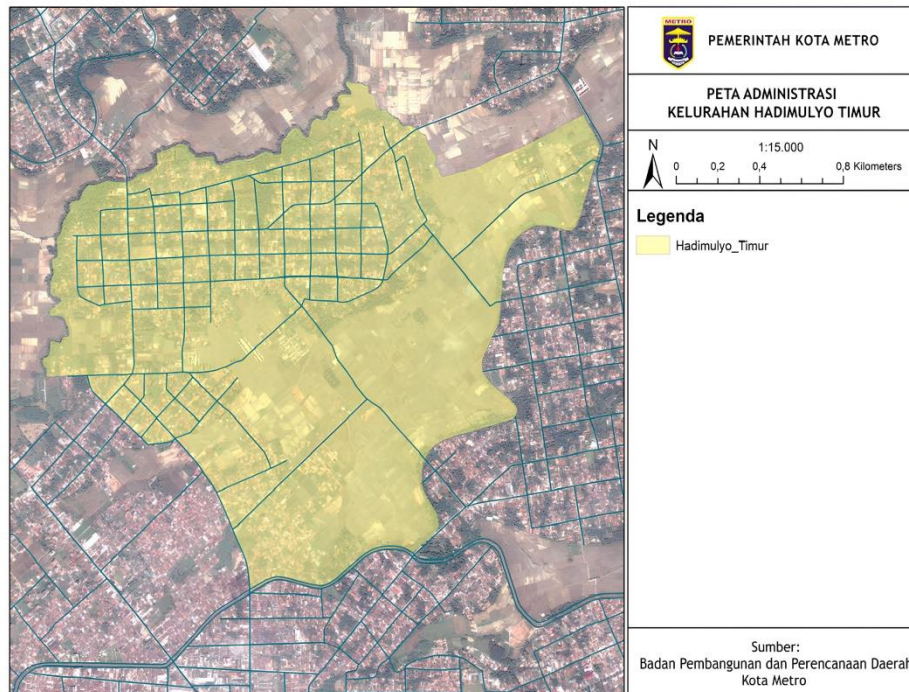 METRO
PEMERINTAH KOTA METRO
PETA ADMINISTRASI
KELURAHAN HADIMULYO TIMUR
N
1:15.000
0 0,2 0,4 0,8 Kilometers
Legenda
Hadimulyo_Timur
Sumber:
Badan Pembangunan dan Perencanaan Daerah
Kota Metro